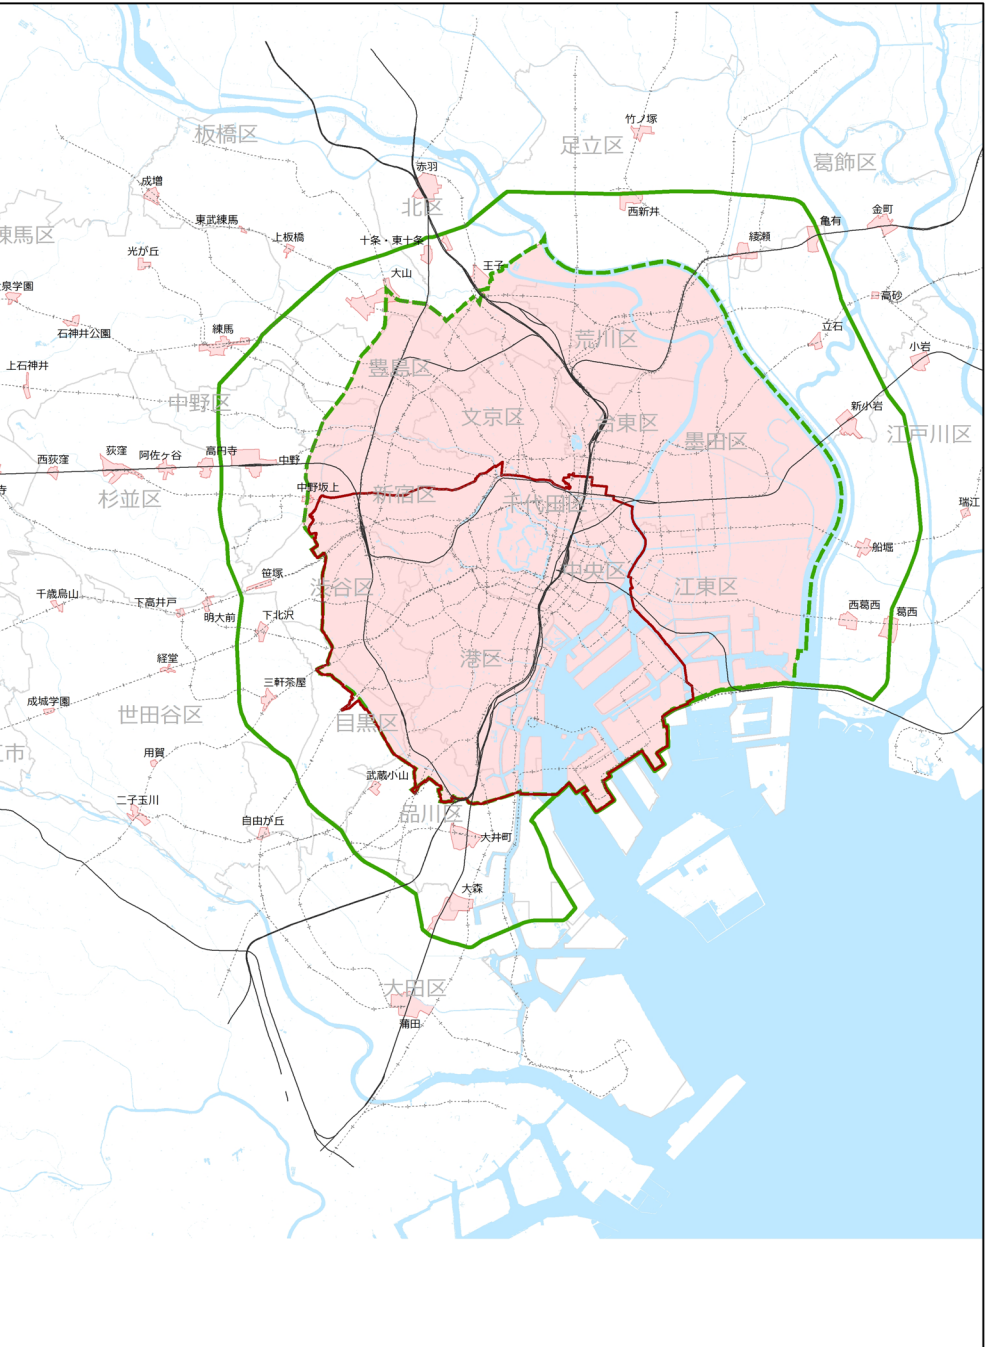 竹ノ塚
板橋区
足立区
葛飾区
赤羽
成増
北区
西新井
金町
東武練馬
亀有
練馬区
上板橋
十条・東十条
綾瀬
光が丘
王子
大山
泉学園
高砂
石神井公園
練馬
立石
荒川区
小岩
上石神井
豊島区
中野区
新小岩
文京区
台東区
江戸川区
墨田区
荻窪
高円寺
西荻窪
阿佐ヶ谷
中野
寺
中野坂上
新宿区
杉並区
千代田区
瑞江
船堀
中央区
笹塚
渋谷区
江東区
千歳烏山
下高井戸
西葛西
葛西
明大前
下北沢
経堂
港区
三軒茶屋
成城学園
世田谷区
目黒区
市
用賀
武蔵小山
二子玉川
品川区
自由が丘
大井町
大森
大田区
蒲田